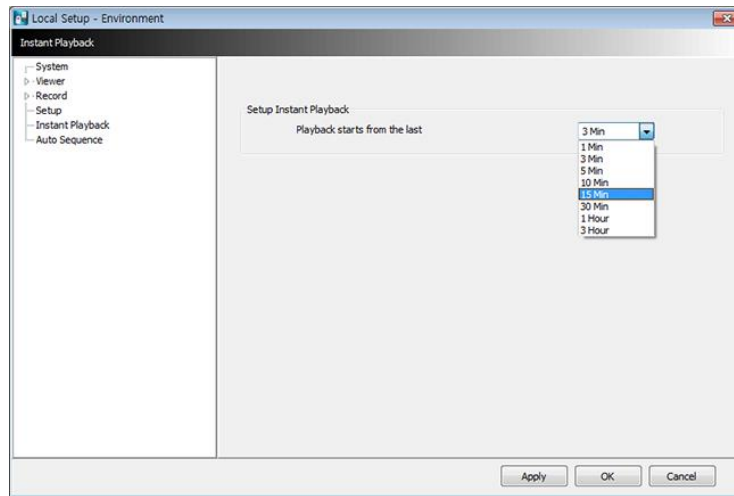 Local Setup - Environment
Instant Playback
System
Viewer
Record
Setup
Instant Playback
Auto Sequence
Setup Instant Playback
Playback starts from the last
3 Min
1 Min
3 Min
5 Min
10 Min
15 Min
30 Min
1 Hour
3 Hour
Apply
OK
Cancel